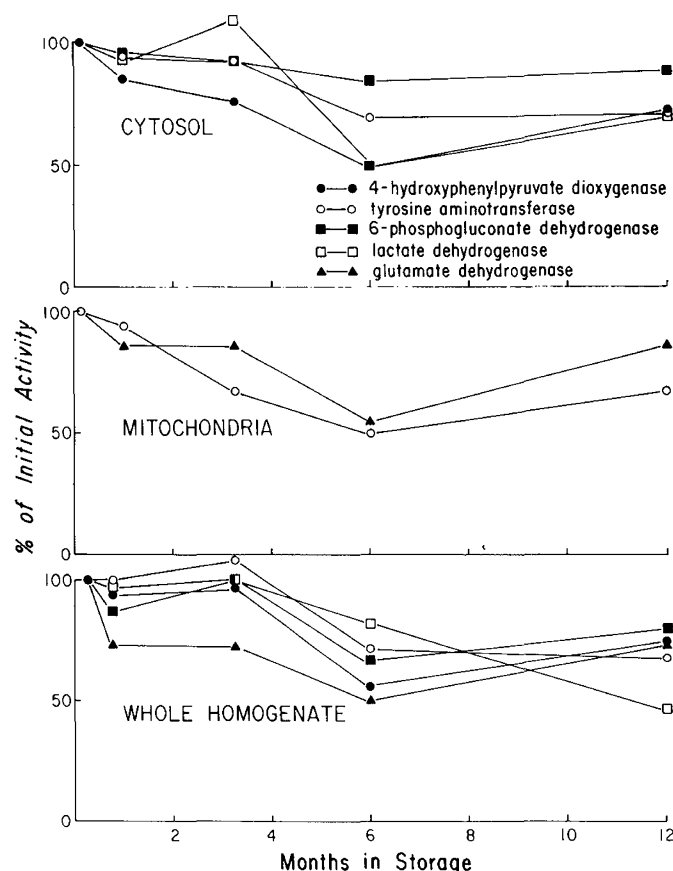 100
CYTOSOL
50
4-hydroxyphenylpyruvate dioxygenase
tyrosine aminotransferase
6-phosphogluconate dehydrogenase
lactate dehydrogenase
glutamate dehydrogenase
0
% of Initial Activity
100
MITOCHONDRIA
50
0
100
50
WHOLE HOMOGENATE
0
2 4 6 8 10 12
Months in Storage